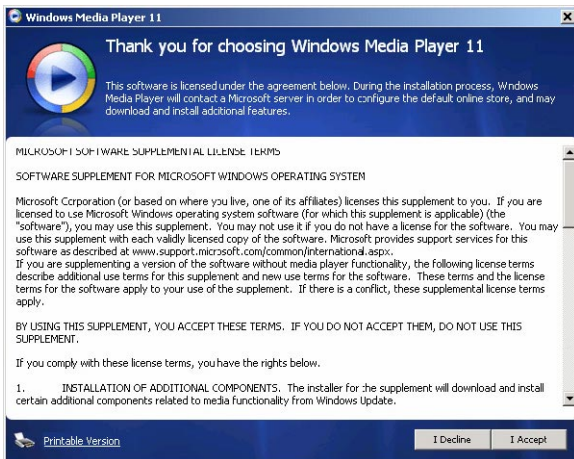 Windows Media Player 11
Thank you for choosing Windows Media Player 11
This software is licensed under the agreement below. During the installation process, Windows
Media Player will contact a Microsoft server in order to configure the default online store, and may
download and install additional features.
MICROSOFT SOFTWARE SUPPLEMENTAL LICENSE TERMS
SOFTWARE SUPPLEMENT FOR MICROSOFT WINDOWS OPERATING SYSTEM
Microsoft Corporation (or based on where you live, one of its affiliates) licenses this supplement to you. If you are
licensed to use Microsoft Windows operating system software (for which this supplement is applicable) (the
"software"), you may use this supplement. You may not use it if you do not have a license for the software. You may
use this supplement with each validly licensed copy of the software. Microsoft provides support services for this
software as described at www.support.microsoft.com/common/international.aspx.
If you are supplementing a version of the software without media player functionality, the following license terms
describe additional use terms for this supplement and new use terms for the software. These terms and the license
terms for the software apply to your use of the supplement. If there is a conflict, these supplemental license terms
apply.
BY USING THIS SUPPLEMENT, YOU ACCEPT THESE TERMS. IF YOU DO NOT ACCEPT THEM, DO NOT USE THIS
SUPPLEMENT.
If you comply with these license terms, you have the rights below.
1. INSTALLATION OF ADDITIONAL COMPONENTS. The installer for the supplement will download and install
certain additional components related to media functionality from Windows Update.
Printable Version
I Decline
I Accept